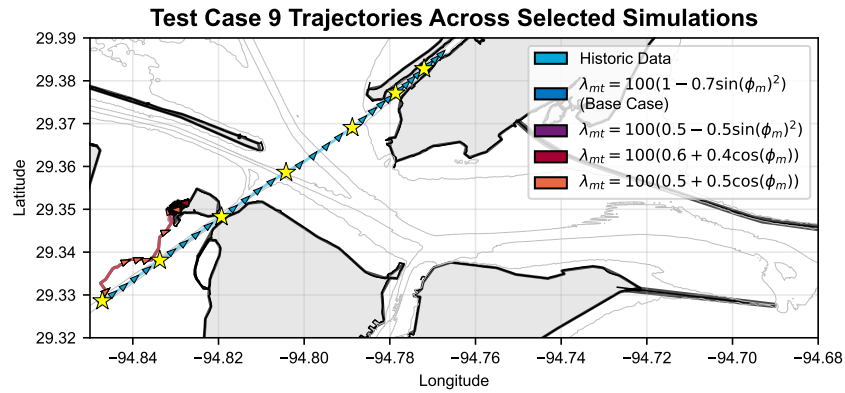 Test Case 9 Trajectories Across Selected Simulations
29.39
29.38
29.37
29.36
29.35
29.34
29.33
29.32
Latitude
Historic Data
λ_mt = 100(1 − 0.7sin(ϕ_m)²)
(Base Case)
λ_mt = 100(0.5 − 0.5sin(ϕ_m)²)
λ_mt = 100(0.6 + 0.4cos(ϕ_m))
λ_mt = 100(0.5 + 0.5cos(ϕ_m))
−94.84 −94.82 −94.80 −94.78 −94.76 −94.74 −94.72 −94.70 −94.68
Longitude